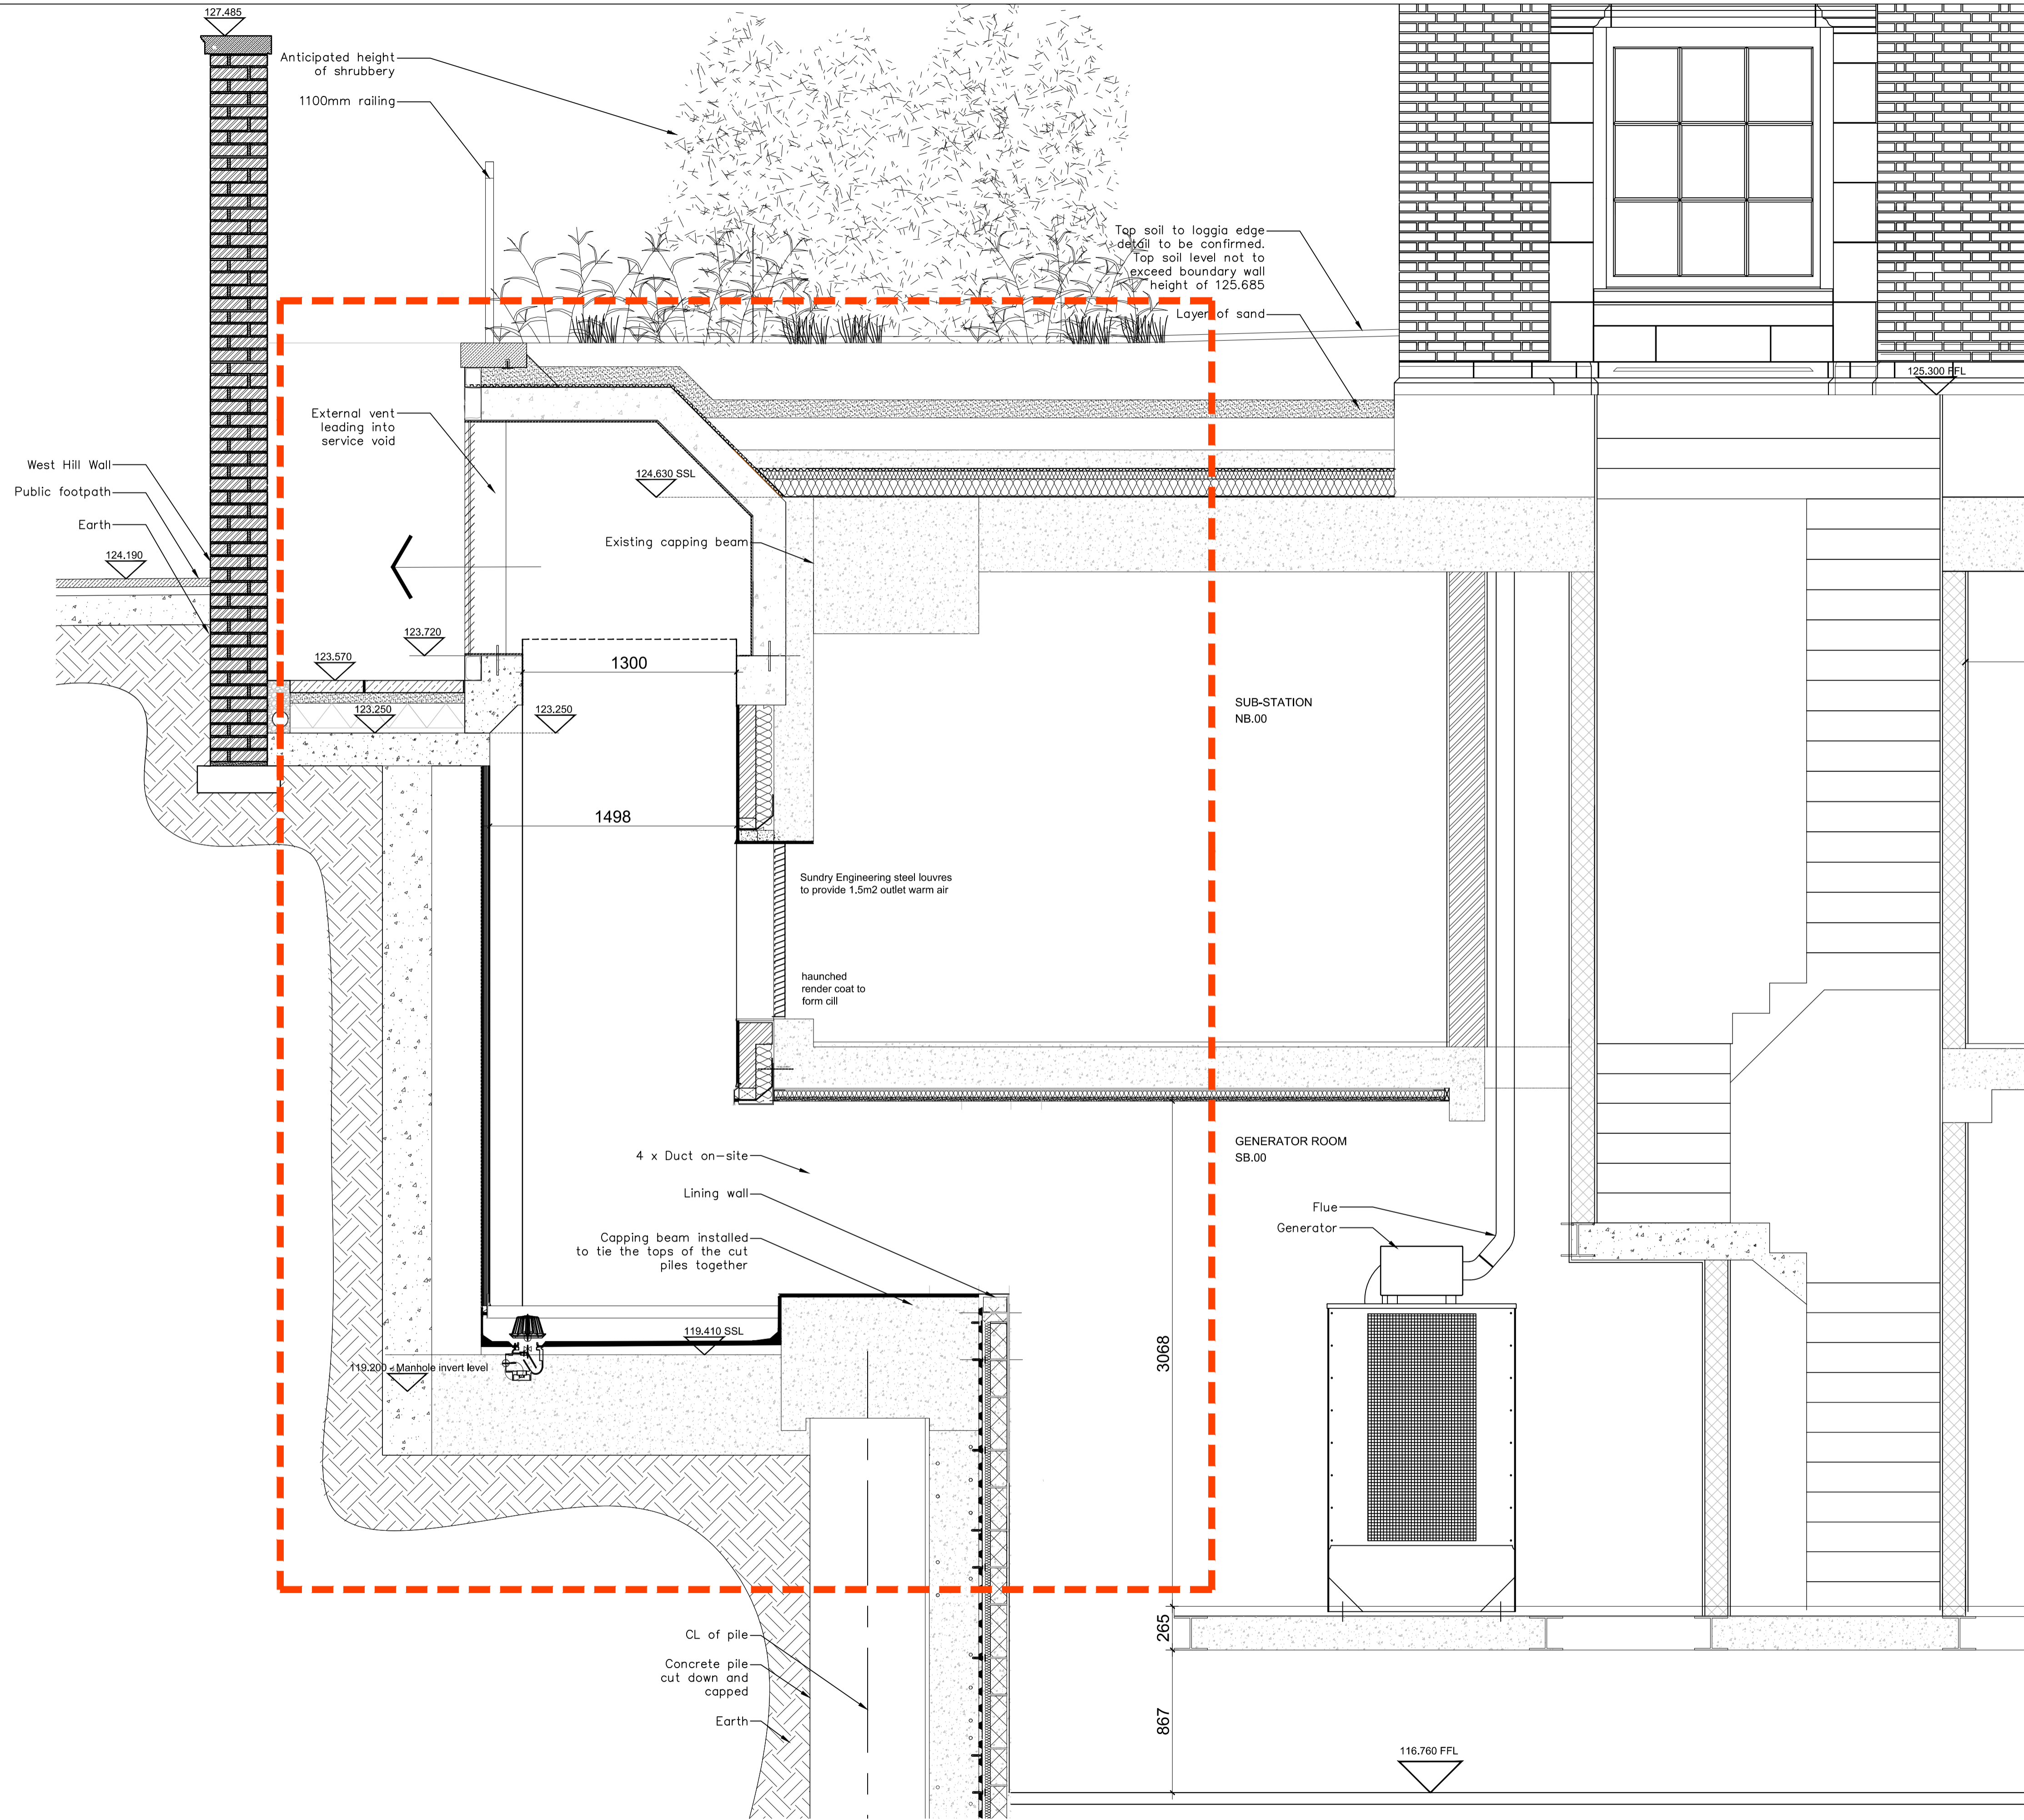 127.485
Anticipated height
of shrubbery
1100mm railing
Top soil to loggia edge
detail to be confirmed.
Top soil level not to
exceed boundary wall
height of 125.685
Layer of sand
125.300 FFL
External vent
leading into
service void
West Hill Wall
Public footpath
Earth
124.190
124.630 SSL
Existing capping beam
123.720
123.570
1300
123.250
123.250
SUB-STATION
NB.00
1498
Sundry Engineering steel louvres
to provide 1,5m2 outlet warm air
haunched
render coat to
form cill
GENERATOR ROOM
SB.00
4 x Duct on-site
Lining wall
Capping beam installed
to tie the tops of the cut
piles together
Flue
Generator
119.410 SSL
119.200 - Manhole invert level
3068
265
867
CL of pile
Concrete pile
cut down and
capped
Earth
116.760 FFL